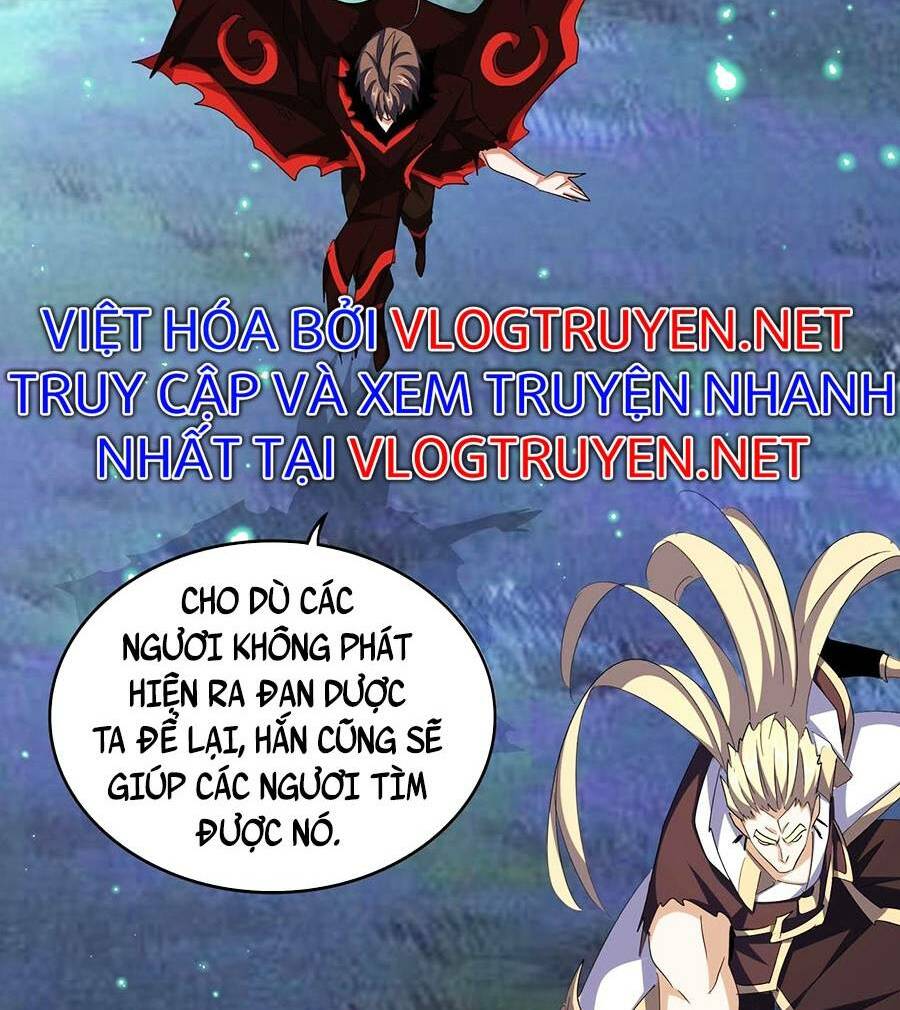 VIỆT HÓA BỞI VLOGTRUYEN.NET
TRUY CẬP VÀ XEM TRUYỆN NHANH
NHẤT TẠI VLOGTRUYEN.NET
CHO DÙ CÁC
NGƯƠI KHÔNG PHÁT
HIỆN RA ĐAN DƯỢC
TA ĐỂ LẠI, HẮN CŨNG SẼ
GIÚP CÁC NGƯƠI TÌM
ĐƯỢC NÓ.